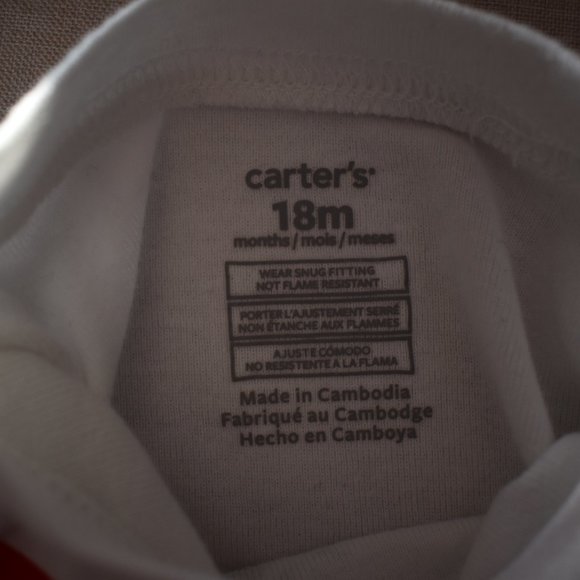 carter's
18m
months / mois / meses
WEAR SNUG FITTING
NOT FLAME RESISTANT
PORTER L'AJUSTEMENT SERRÉ
NON ÉTANCHE AUX FLAMMES
AJUSTE CÓMODO
NO RESISTENTE A LA FLAMA
Made in Cambodia
Fabriqué au Cambodge
Hecho en Camboya